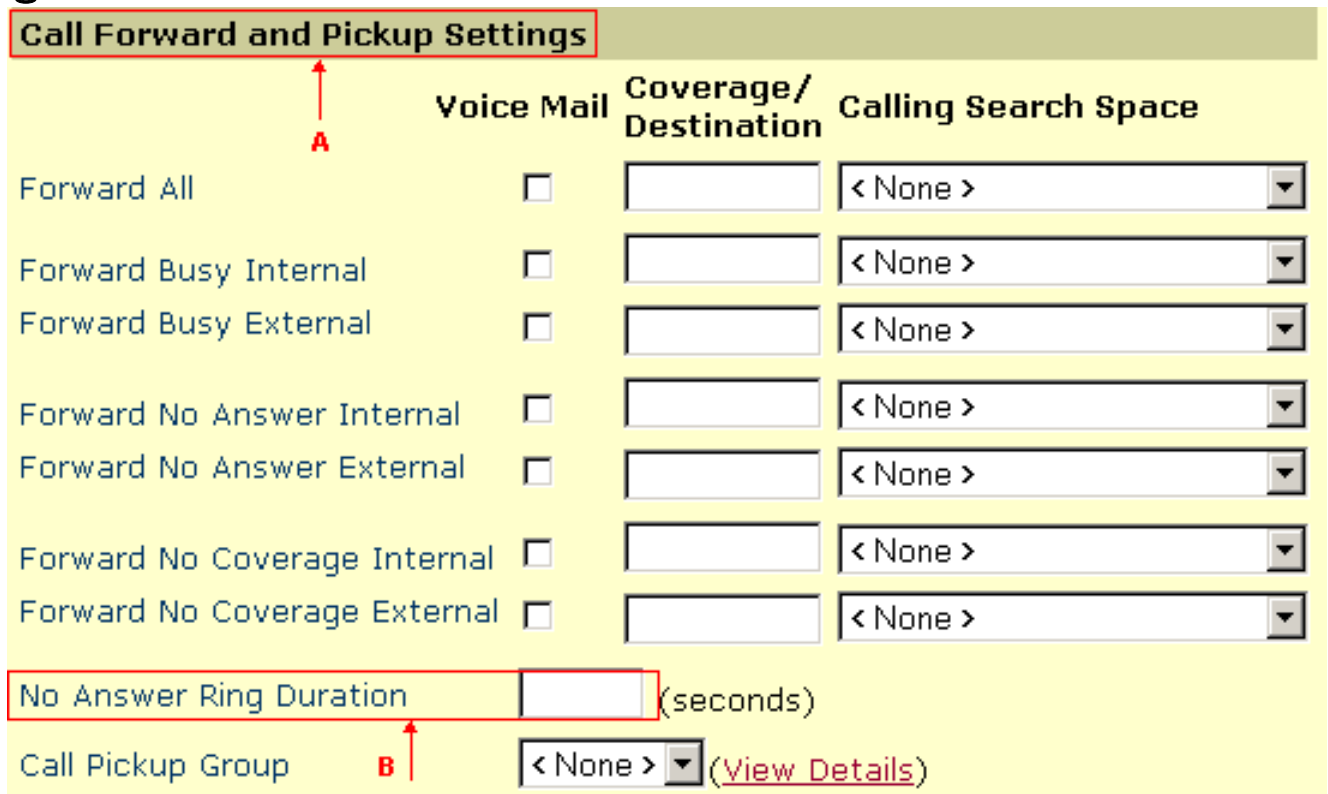 Call Forward and Pickup Settings
A
Voice Mail Coverage/ Destination Calling Search Space
Forward All < None >
Forward Busy Internal < None >
Forward Busy External < None >
Forward No Answer Internal < None >
Forward No Answer External < None >
Forward No Coverage Internal < None >
Forward No Coverage External < None >
No Answer Ring Duration (seconds)
B
Call Pickup Group < None > (View Details)